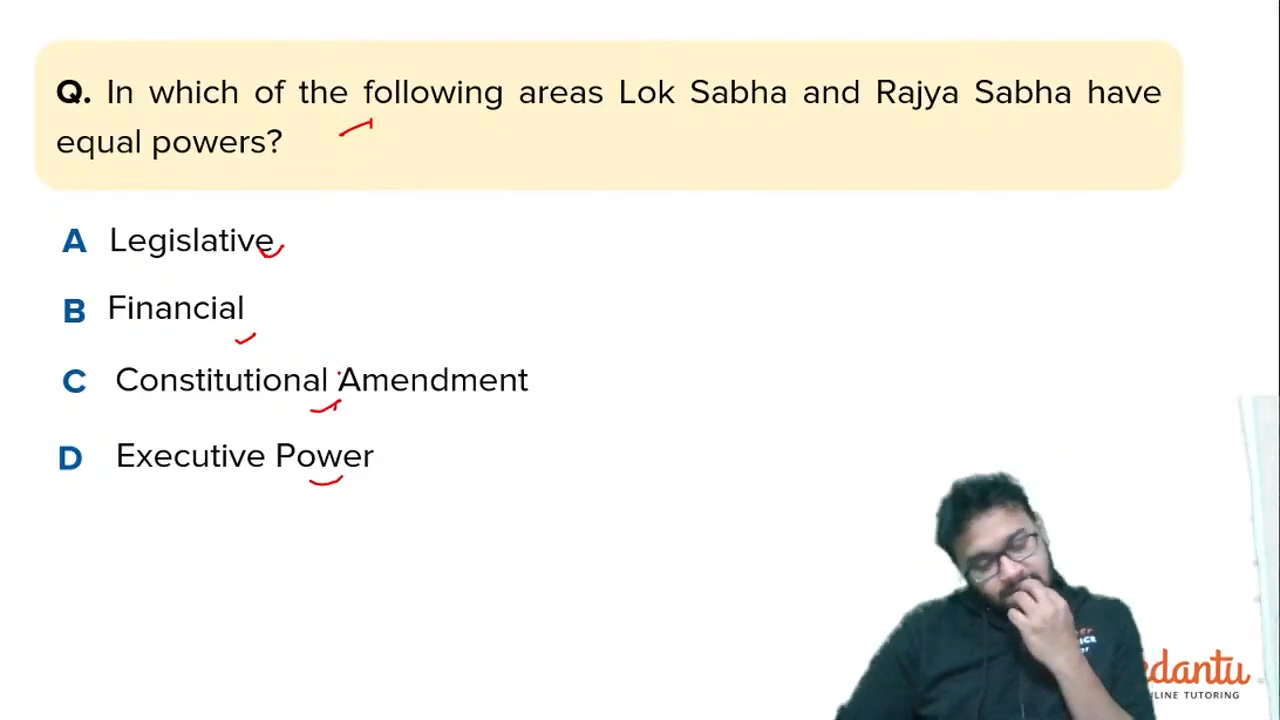 Q. In which of the following areas Lok Sabha and Rajya Sabha have
equal powers?
A Legislative
B Financial
C Constitutional Amendment
D Executive Power